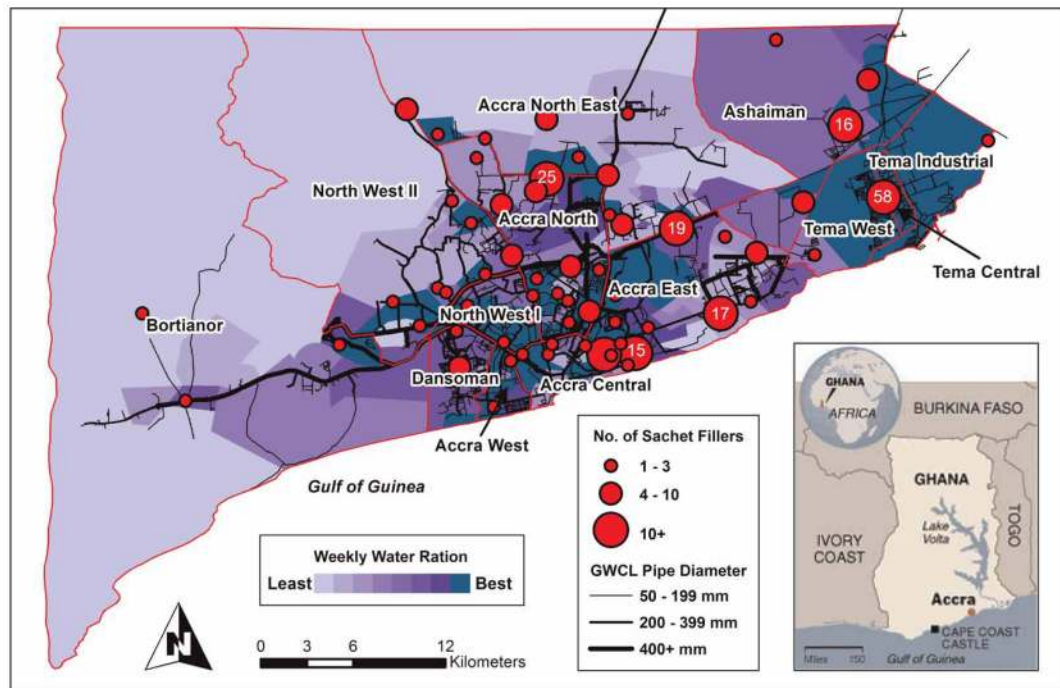 Accra North East
Ashaiman
16
Tema Industrial
25
North West II
58
Accra North
19
Tema West
Tema Central
Accra East
Bortianor
North West I
17
15
Dansoman
Accra Central
Accra West
Gulf of Guinea
Weekly Water Ration
Least
Best
N
0 3 6 12
Kilometers
No. of Sachet Fillers
1 - 3
4 - 10
10+
GWCL Pipe Diameter
50 - 199 mm
200 - 399 mm
400+ mm
GHANA
AFRICA
BURKINA FASO
GHANA
Lake
Volta
TOGO
IVORY
COAST
Accra
CAPE COAST
CASTLE
Miles 150
Gulf of Guinea